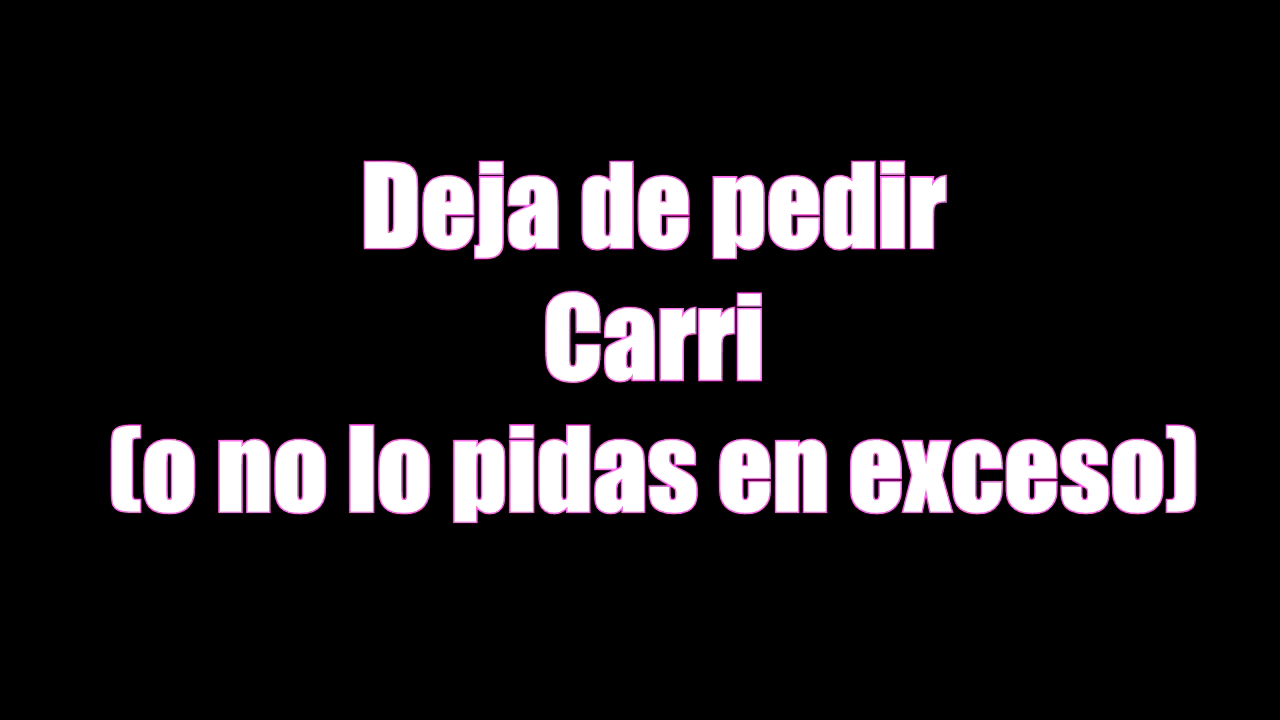 Deja de pedir
Carri
(o no lo pidas en exceso)